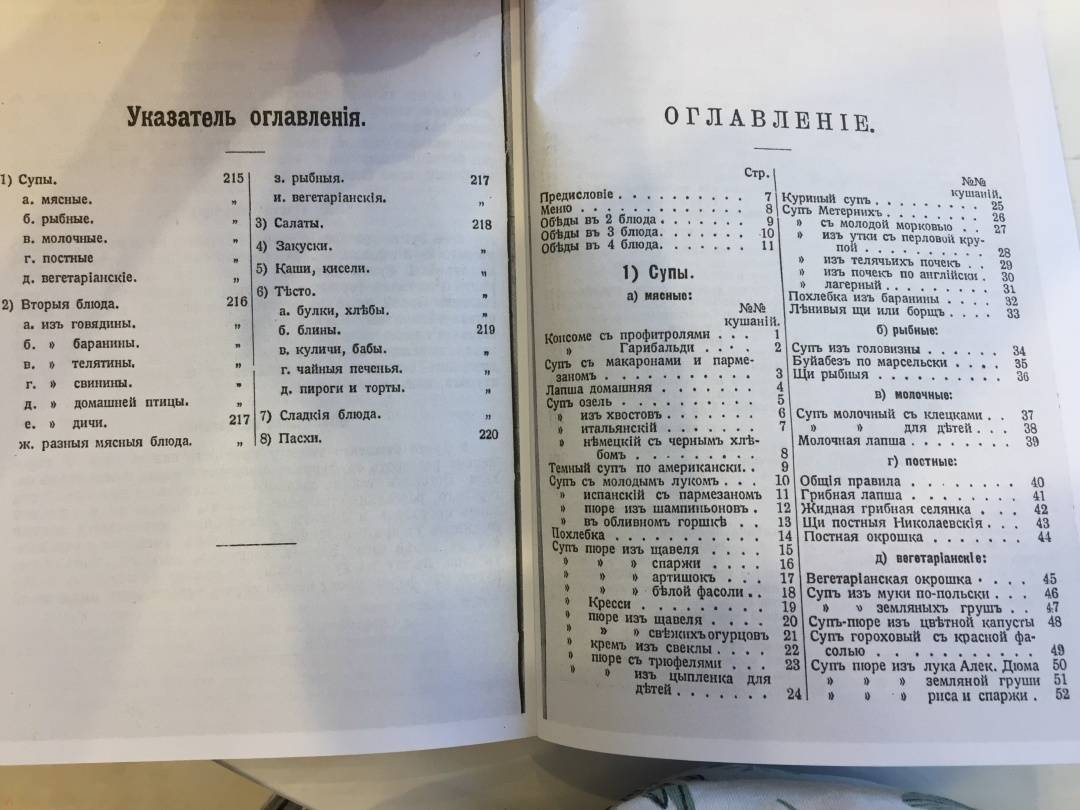 Указатель оглавленія.
1) Супы. 215
а. мясные. „
б. рыбные. „
в. молочные. „
г. постные „
д. вегетаріанскіе. „
2) Вторыя блюда. 216
а. изъ говядины. „
б. » баранины. „
в. » телятины. „
г. » свинины. „
д. » домашней птицы. „
е. » дичи. 217
ж. разныя мясныя блюда. „
з. рыбныя. 217
и. вегетаріанскія. „
3) Салаты. 218
4) Закуски. „
5) Каши, кисели. „
6) Тѣсто. „
а. булки, хлѣбы. „
б. блины. 219
в. куличи, бабы. „
г. чайныя печенья. „
д. пироги и торты. „
7) Сладкія блюда. „
8) Пасхи. 220
ОГЛАВЛЕНІЕ.
Стр.
Предисловіе . . . . . . . . . . 7
Меню . . . . . . . . . . . . 8
Обѣды въ 2 блюда. . . . . . . . 9
Обѣды въ 3 блюда. . . . . . . . 10
Обѣды въ 4 блюда. . . . . . . . 11
1) Супы.
а) мясные:
№№
кушаній.
Консоме съ профитролями . . . 1
» Гарибальди . . . . 2
Супъ съ макаронами и парме-
заномъ . . . . . . . . . . 3
Лапша домашняя . . . . . . . 4
Супъ озель . . . . . . . . . 5
» изъ хвостовъ . . . . . . 6
» итальянскій . . . . . . 7
» нѣмецкій съ чернымъ хлѣ-
бомъ . . . . . . . . . 8
Темный супъ по американски. . 9
Супъ съ молодымъ лукомъ . . . 10
» испанскій съ пармезаномъ 11
» пюре изъ шампиньоновъ . 12
» въ обливномъ горшкѣ . . 13
Похлебка . . . . . . . . . . 14
Супъ пюре изъ щавеля . . . . 15
» » » спаржи . . . . 16
» » » артишокъ . . . 17
» » » бѣлой фасоли . . 18
» Кресси . . . . . . . . . 19
» пюре изъ щавеля . . . . 20
» » » свѣжихъ огурцовъ 21
» кремъ изъ свеклы . . . . 22
» пюре съ трюфелями . . . 23
» » изъ цыпленка для
дѣтей . . . . . . . . . 24
№№
кушаній.
Куриный супъ . . . . . . . . 25
Супъ Метернихъ . . . . . . . 26
» съ молодой морковью . . 27
» изъ утки съ перловой кру-
пой . . . . . . . . . . 28
» изъ телячьихъ почекъ . . 29
» изъ почекъ по англійски . 30
» лагерный . . . . . . . . 31
Похлебка изъ баранины . . . . 32
Лѣнивыя щи или борщъ . . . . 33
б) рыбные:
Супъ изъ головизны . . . . . . 34
Буйабезъ по марсельски . . . . 35
Щи рыбныя . . . . . . . . . 36
в) молочные:
Супъ молочный съ клецками . . 37
» » для дѣтей . . . 38
Молочная лапша . . . . . . . 39
г) постные:
Общія правила . . . . . . . . 40
Грибная лапша . . . . . . . . 41
Жидная грибная селянка . . . . 42
Щи постныя Николаевскія . . . 43
Постная окрошка . . . . . . . 44
д) вегетаріанскіе:
Вегетаріанская окрошка . . . . 45
Супъ изъ муки по-польски . . . 46
» » земляныхъ грушъ . . . 47
Супъ-пюре изъ цвѣтной капусты 48
Супъ гороховый съ красной фа-
солью . . . . . . . . . . . 49
Супъ пюре изъ лука Алек. Дюма 50
» » » земляной груши 51
» » » риса и спаржи . 52